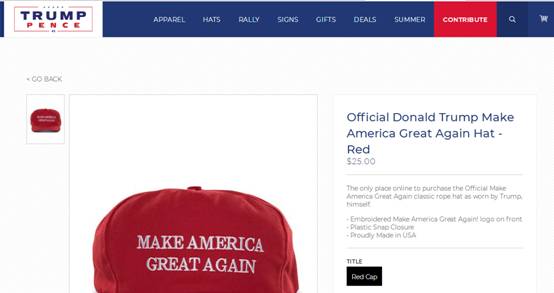 TRUMP
PENCE
APPAREL HATS RALLY SIGNS GIFTS DEALS SUMMER CONTRIBUTE
< GO BACK
MAKE AMERICA
GREAT AGAIN
MAKE AMERICA
GREAT AGAIN
Official Donald Trump Make
America Great Again Hat -
Red
$25.00
The only place online to purchase the Official Make
America Great Again classic rope hat as worn by Trump,
himself.
- Embroidered Make America Great Again! logo on front
- Plastic Snap Closure
- Proudly Made in USA
TITLE
Red Cap